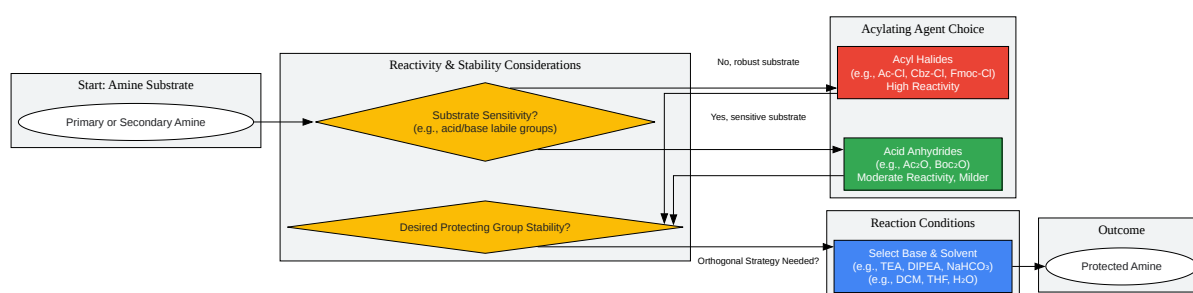 Start: Amine Substrate
Primary or Secondary Amine
Reactivity & Stability Considerations
Substrate Sensitivity?
(e.g., acid/base labile groups)
Desired Protecting Group Stability?
No, robust substrate
Yes, sensitive substrate
Orthogonal Strategy Needed?
Acylating Agent Choice
Acyl Halides
(e.g., Ac-Cl, Cbz-Cl, Fmoc-Cl)
High Reactivity
Acid Anhydrides
(e.g., Ac₂O, Boc₂O)
Moderate Reactivity, Milder
Reaction Conditions
Select Base & Solvent
(e.g., TEA, DIPEA, NaHCO₃)
(e.g., DCM, THF, H₂O)
Outcome
Protected Amine